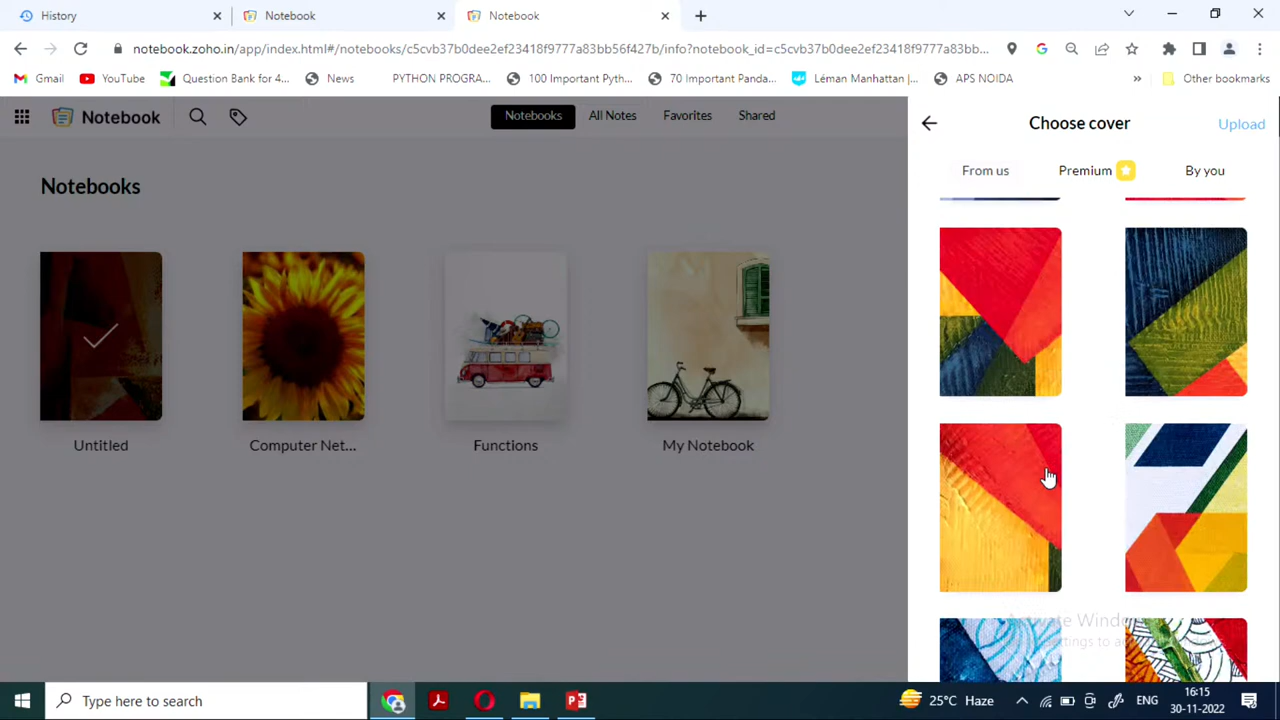 History
Notebook
Notebook
notebook.zoho.in/app/index.html#/notebooks/c5cvb37b0dee2ef23418f9777a83bb56f427b/info?notebook_id=c5cvb37b0dee2ef23418f9777a83bb...
Gmail
YouTube
Question Bank for 4...
News
PYTHON PROGRA...
100 Important Pyth...
70 Important Panda...
Léman Manhattan |...
APS NOIDA
»
Other bookmarks
Notebook
Notebooks
All Notes
Favorites
Shared
Choose cover
Upload
From us
Premium
By you
Notebooks
Untitled
Computer Net...
Functions
My Notebook
Type here to search
25°C Haze
ENG
16:15
30-11-2022